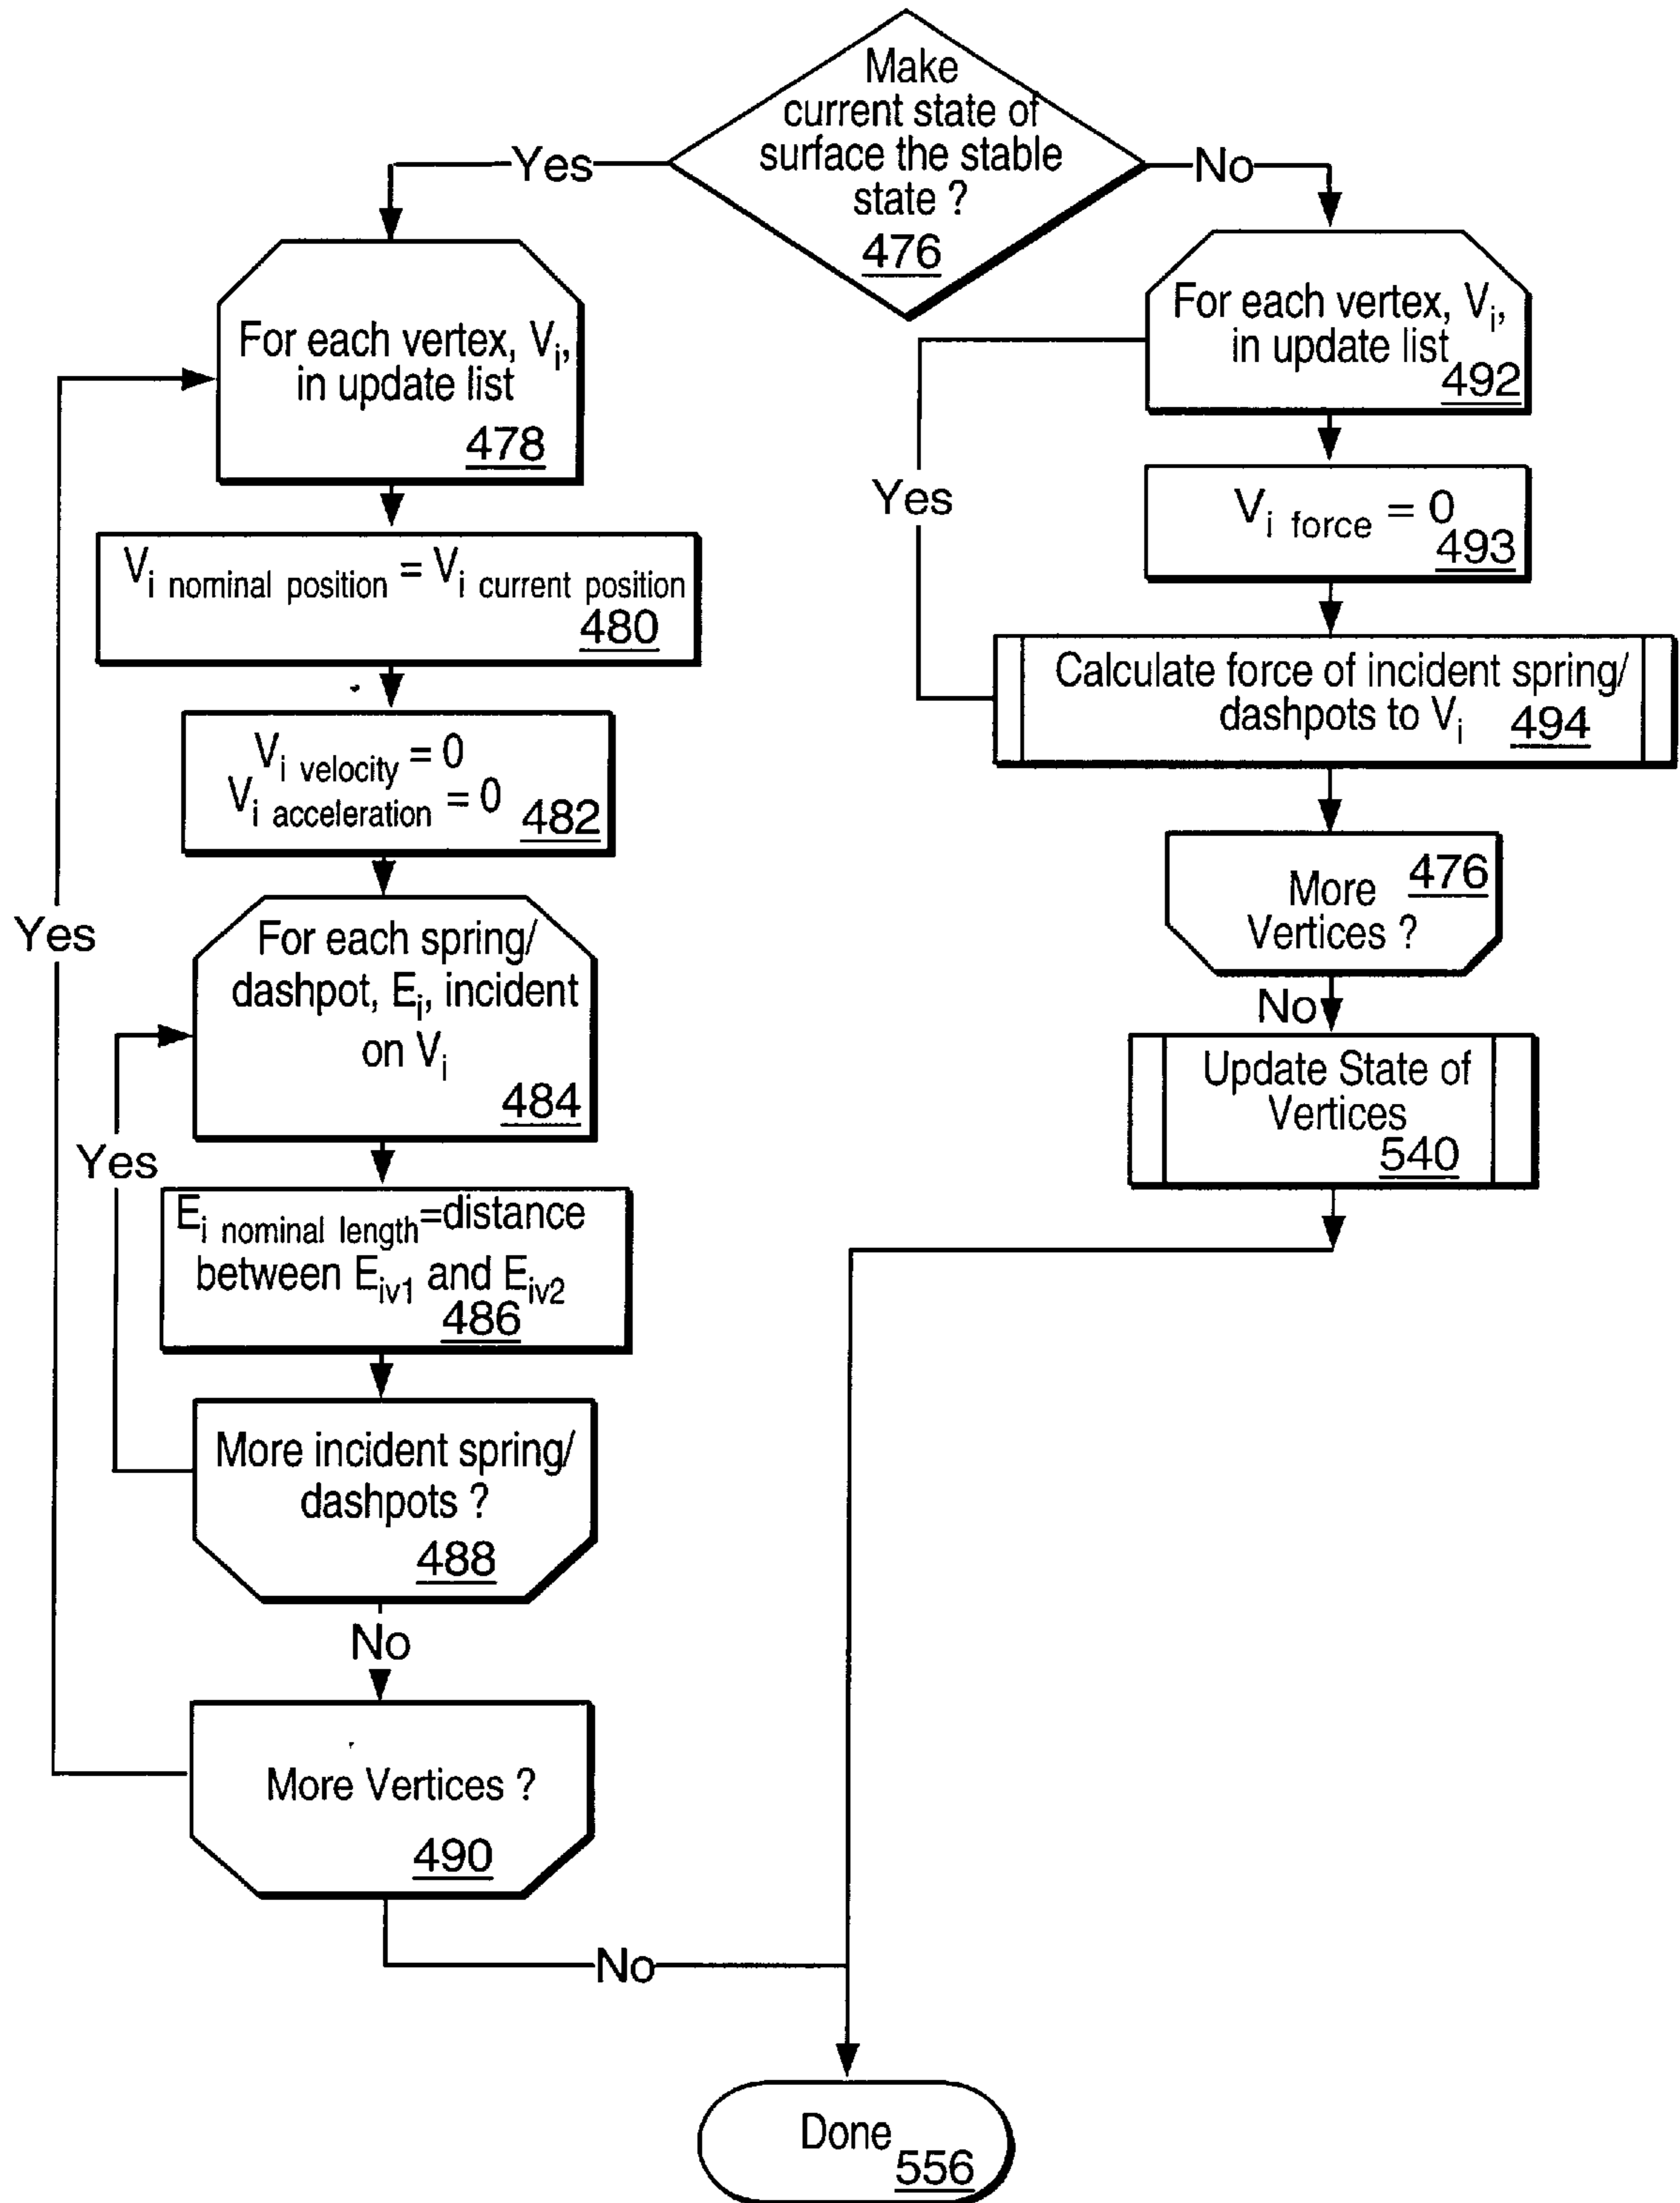 Make
current state of
surface the stable
state ?
476
Yes
No
For each vertex, Vi,
in update list
478
Vi nominal position = Vi current position
480
Vi velocity = 0
Vi acceleration = 0
482
For each spring/
dashpot, Ei, incident
on Vi
484
Yes
Yes
Ei nominal length=distance
between Eiv1 and Eiv2
486
More incident spring/
dashpots ?
488
No
More Vertices ?
490
No
For each vertex, Vi,
in update list
492
Yes
Vi force = 0
493
Calculate force of incident spring/
dashpots to Vi 494
476
More
Vertices ?
No
Update State of
Vertices
540
Done
556